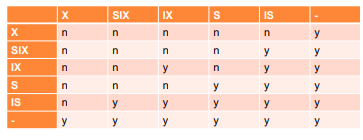 X SIX IX S IS -
X n n n n n y
SIX n n n n y y
IX n n y n y y
S n n n y y y
IS n y y y y y
- y y y y y y